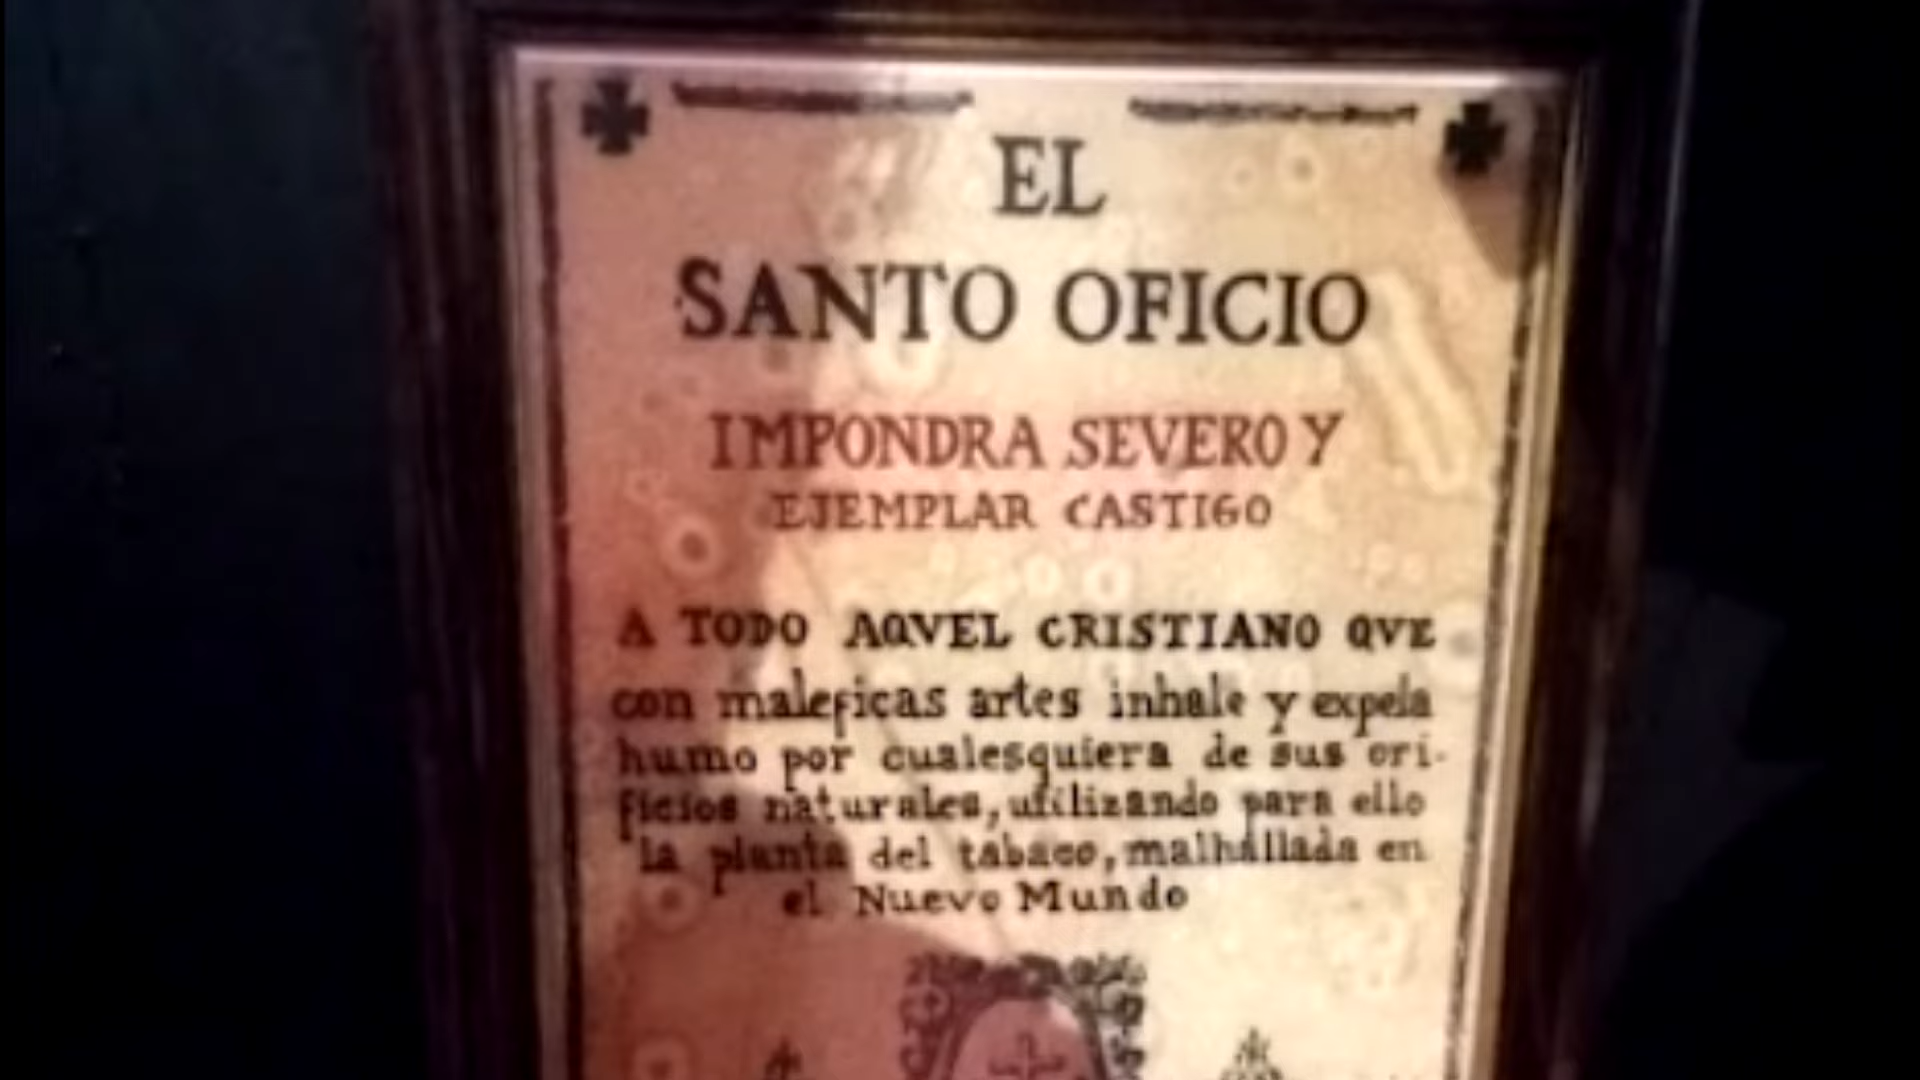 EL
SANTO OFICIO
IMPONDRA SEVERO Y
EJEMPLAR CASTIGO
A TODO AQVEL CRISTIANO QVE
con maleficas artes inhale y expela
humo por cualesquiera de sus ori-
ficios naturales, utilizando para ello
la planta del tabaco, malhallada en
el Nuevo Mundo